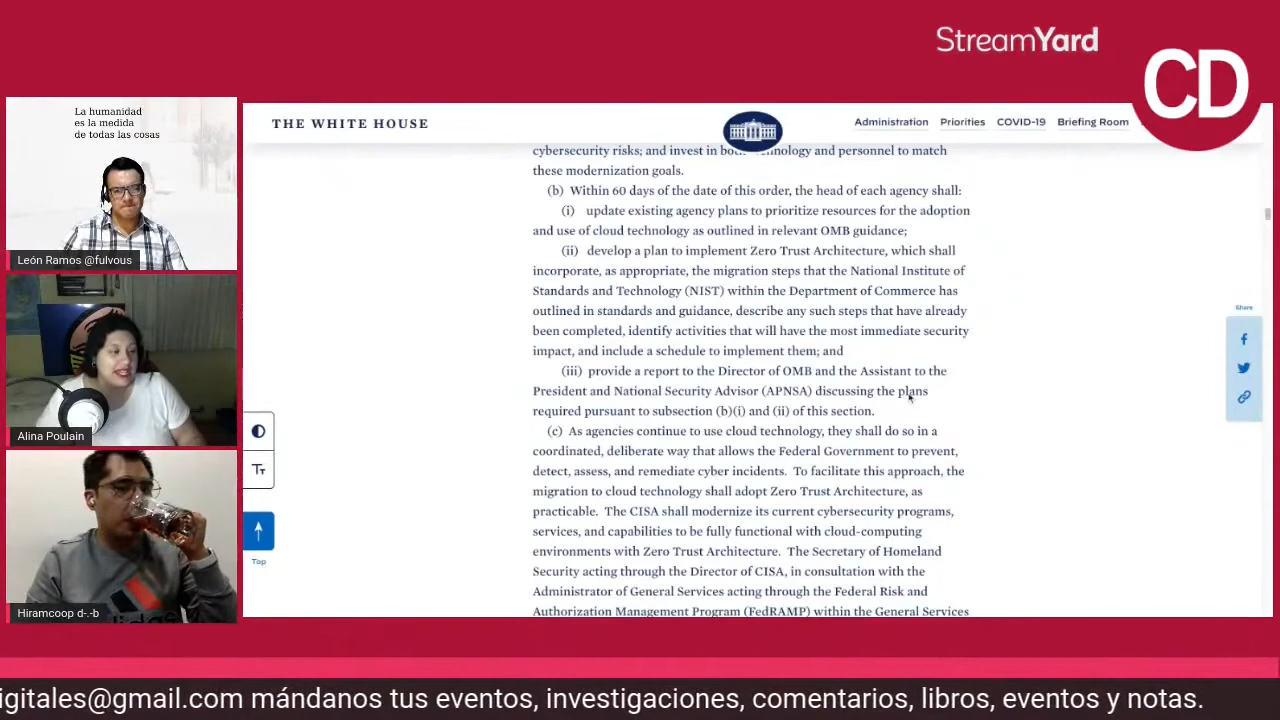 StreamYard
CD
La humanidad
es la medida
de todas las cosas
León Ramos @fulvous
Alina Poulain
Hiramcoop d-.-b
THE WHITE HOUSE
Administration Priorities COVID-19 Briefing Room
cybersecurity risks; and invest in both technology and personnel to match
these modernization goals.
(b) Within 60 days of the date of this order, the head of each agency shall:
(i) update existing agency plans to prioritize resources for the adoption
and use of cloud technology as outlined in relevant OMB guidance;
(ii) develop a plan to implement Zero Trust Architecture, which shall
incorporate, as appropriate, the migration steps that the National Institute of
Standards and Technology (NIST) within the Department of Commerce has
outlined in standards and guidance, describe any such steps that have already
been completed, identify activities that will have the most immediate security
impact, and include a schedule to implement them; and
(iii) provide a report to the Director of OMB and the Assistant to the
President and National Security Advisor (APNSA) discussing the plans
required pursuant to subsection (b)(i) and (ii) of this section.
(c) As agencies continue to use cloud technology, they shall do so in a
coordinated, deliberate way that allows the Federal Government to prevent,
detect, assess, and remediate cyber incidents. To facilitate this approach, the
migration to cloud technology shall adopt Zero Trust Architecture, as
practicable. The CISA shall modernize its current cybersecurity programs,
services, and capabilities to be fully functional with cloud-computing
environments with Zero Trust Architecture. The Secretary of Homeland
Security acting through the Director of CISA, in consultation with the
Administrator of General Services acting through the Federal Risk and
Authorization Management Program (FedRAMP) within the General Services
Tт
Top
Share
igitales@gmail.com mándanos tus eventos, investigaciones, comentarios, libros, eventos y notas.